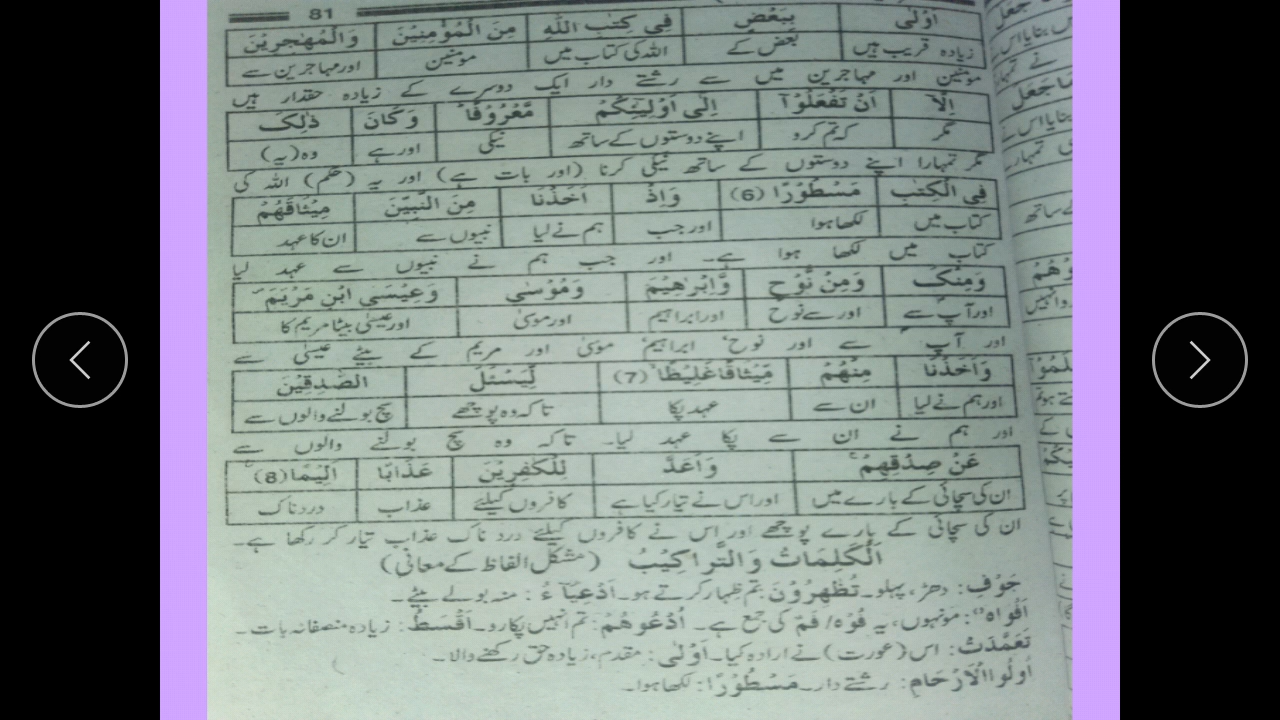 81
اَوْلٰى بِبَعْضٍ فِيْ كِتٰبِ اللّٰهِ مِنَ الْمُؤْمِنِيْنَ وَالْمُهٰجِرِيْنَ
زیادہ قریب ہیں بعض کے اللہ کی کتاب میں مومنین اور مہاجرین سے
مومنین اور مہاجرین میں سے رشتے دار ایک دوسرے کے زیادہ حقدار ہیں
اِلَّآ اَنْ تَفْعَلُوْٓا اِلٰٓى اَوْلِيٰٓئِكُمْ مَّعْرُوْفًا وَكَانَ ذٰلِكَ
مگر کہ تم کرو اپنے دوستوں کے ساتھ نیکی اور ہے وہ (یہ)
مگر تمہارا اپنے دوستوں کے ساتھ نیکی کرنا (اور بات ہے) اور یہ (حکم) اللہ کی
فِي الْكِتٰبِ مَسْطُوْرًا (6) وَاِذْ اَخَذْنَا مِنَ النَّبِيّٖنَ مِيْثَاقَهُمْ
کتاب میں لکھا ہوا اور جب ہم نے لیا نبیوں سے ان کا عہد
کتاب میں لکھا ہوا ہے۔ اور جب ہم نے نبیوں سے عہد لیا
وَمِنْكَ وَمِنْ نُّوْحٍ وَّاِبْرٰهِيْمَ وَمُوْسٰى وَعِيْسَى ابْنِ مَرْيَمَ
اور آپ سے اور سے نوح اور ابراہیم اور موسیٰ اور عیسیٰ بیٹا مریم کا
اور آپ سے اور نوح ابراہیم موسیٰ اور مریم کے بیٹے عیسیٰ سے
وَاَخَذْنَا مِنْهُمْ مِّيْثَاقًا غَلِيْظًا (7) لِّيَسْئَلَ الصّٰدِقِيْنَ
اور ہم نے لیا ان سے عہد پکا تاکہ وہ پوچھے سچ بولنے والوں سے
اور ہم نے ان سے پکا عہد لیا۔ تاکہ وہ سچ بولنے والوں سے
عَنْ صِدْقِهِمْ وَاَعَدَّ لِلْكٰفِرِيْنَ عَذَابًا اَلِيْمًا (8)
ان کی سچائی کے بارے میں اور اس نے تیار کیا ہے کافروں کیلئے عذاب دردناک
ان کی سچائی کے بارے پوچھے اور اس نے کافروں کیلئے درد ناک عذاب تیار کر رکھا ہے۔
اَلْكَلِمَاتُ وَالتَّرَاكِيْبُ (مشکل الفاظ کے معانی)
جَوْفِ: دھڑ، پہلو۔ تُظٰهِرُوْنَ: تم ظہار کرتے ہو۔ اَدْعِيَآءُ: منہ بولے بیٹے۔
اَفْوَاه: مونہوں، یہ فُوْہ/ فَمْ کی جمع ہے۔ اُدْعُوْهُمْ: تم انہیں پکارو۔ اَقْسَطُ: زیادہ منصفانہ بات۔
تَعَمَّدَتْ: اس (عورت) نے ارادہ کیا۔ اَوْلٰى: مقدم، زیادہ حق رکھنے والا۔
اُولُوا الْاَرْحَامِ: رشتے دار۔ مَسْطُوْرًا: لکھا ہوا۔